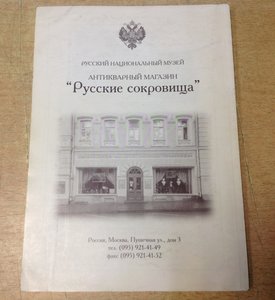 РУССКИЙ НАЦИОНАЛЬНЫЙ МУЗЕЙ
АНТИКВАРНЫЙ МАГАЗИН
"Русские сокровища"
Россия, Москва, Пушечная ул., дом 3
тел. (095) 921-41-49
факс (095) 921-41-52